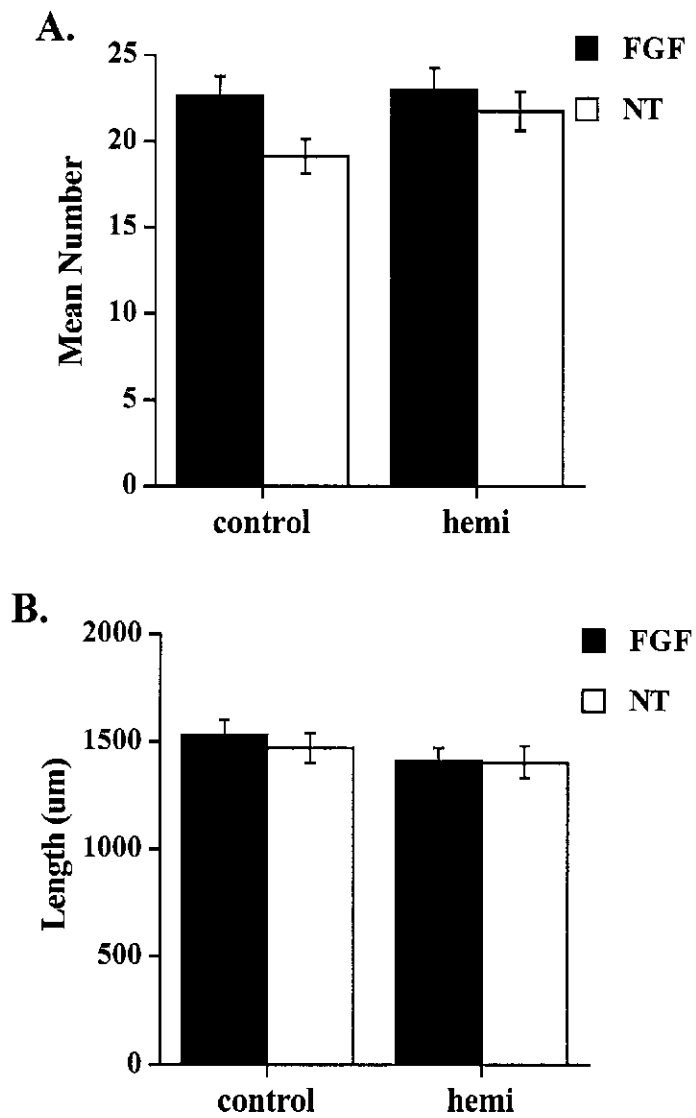 A.
FGF
NT
25
20
15
10
5
0
Mean Number
control hemi
B.
FGF
NT
2000
1500
1000
500
0
Length (um)
control hemi